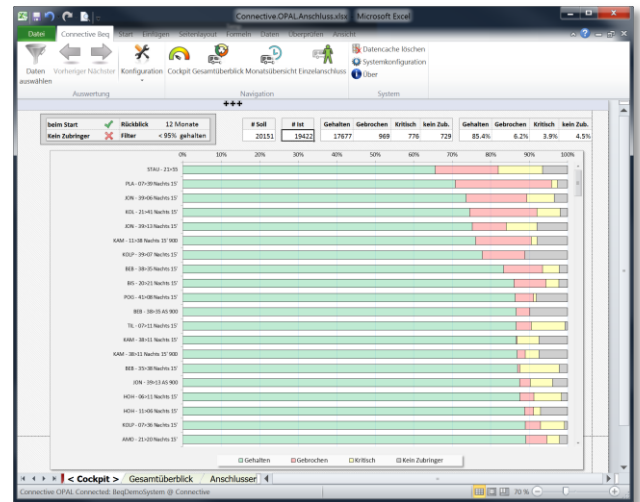 Connective.OPAL.Anschluss.xlsx - Microsoft Excel
Datei Connective Beq Start Einfügen Seitenlayout Formeln Daten Überprüfen Ansicht
Daten auswählen Vorheriger Nächster Konfiguration Cockpit Gesamtüberblick Monatsübersicht Einzelanschluss
Datencache löschen
Systemkonfiguration
Über
Auswertung Navigation System
+++
beim Start Rückblick 12 Monate # Soll # Ist Gehalten Gebrochen Kritisch kein Zub. Gehalten Gebrochen Kritisch kein Zub.
Kein Zubringer Filter < 95% gehalten 20151 19422 17677 969 776 729 85.4% 6.2% 3.9% 4.5%
0% 10% 20% 30% 40% 50% 60% 70% 80% 90% 100%
STAU - 21>33
PLA - 07>39 Nachts 15'
JON - 39>06 Nachts 15'
KOL - 21>41 Nachts 15'
JON - 39>13 Nachts 15'
KAM - 11>38 Nachts 15' 900
KOLP - 39>07 Nachts 15'
BEB - 38>35 Nachts 15'
BIS - 20>21 Nachts 15'
POG - 41>08 Nachts 15'
BEB - 38>35 AS 900
TIL - 07>11 Nachts 15'
KAM - 38>11 Nachts 15'
KAM - 38>11 Nachts 15' 900
BEB - 35>38 Nachts 15'
JON - 39>13 AS 900
HOH - 06>11 Nachts 15'
HOH - 11>06 Nachts 15'
KOLP - 07>36 Nachts 15'
AMO - 21>20 Nachts 15'
Gehalten Gebrochen Kritisch Kein Zubringer
< Cockpit > Gesamtüberblick Anschlusser
Connective OPAL Connected: BeqDemoSystem @ Connective 70 %